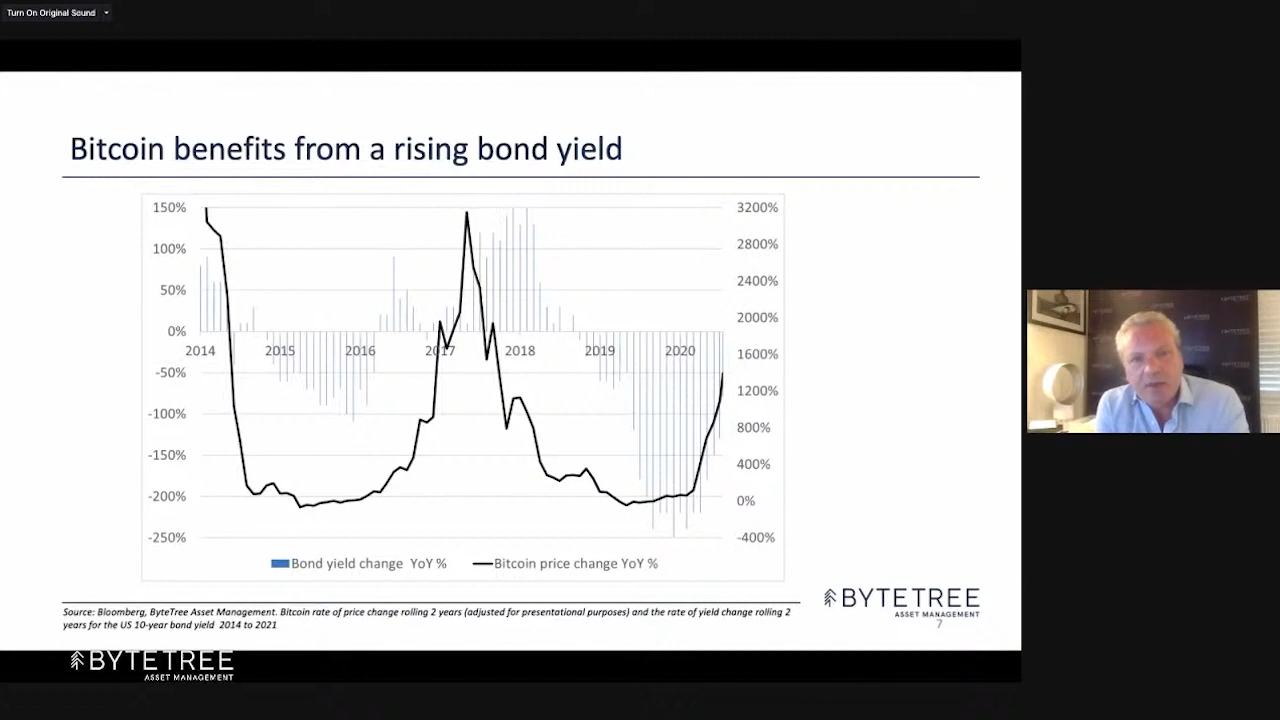 Turn On Original Sound
Bitcoin benefits from a rising bond yield
150%
100%
50%
0%
-50%
-100%
-150%
-200%
-250%
3200%
2800%
2400%
2000%
1600%
1200%
800%
400%
0%
-400%
2014 2015 2016 2017 2018 2019 2020
Bond yield change YoY % Bitcoin price change YoY %
Source: Bloomberg, ByteTree Asset Management. Bitcoin rate of price change rolling 2 years (adjusted for presentational purposes) and the rate of yield change rolling 2
years for the US 10-year bond yield 2014 to 2021
BYTETREE
ASSET MANAGEMENT
7
BYTETREE
ASSET MANAGEMENT